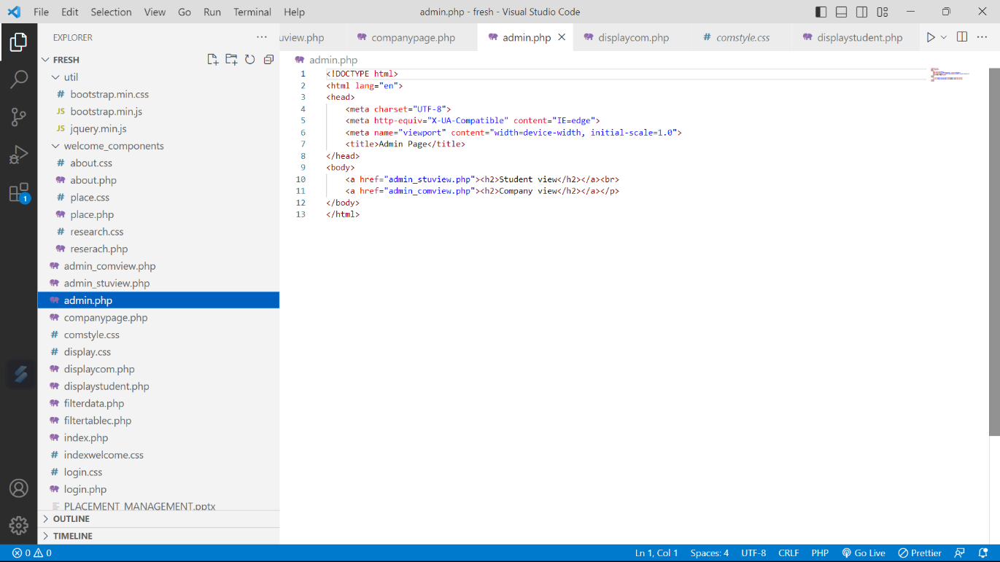 File Edit Selection View Go Run Terminal Help
admin.php - fresh - Visual Studio Code
EXPLORER
uview.php companypage.php admin.php displaycom.php comstyle.css displaystudent.php
FRESH
util
# bootstrap.min.css
JS bootstrap.min.js
JS jquery.min.js
welcome_components
# about.css
about.php
# place.css
place.php
# research.css
reserach.php
admin_comview.php
admin_stuview.php
admin.php
companypage.php
# comstyle.css
# display.css
displaycom.php
displaystudent.php
filterdata.php
filtertablec.php
index.php
# indexwelcome.css
# login.css
login.php
PLACEMENT_MANAGEMENT.pptx
OUTLINE
TIMELINE
1
admin.php
1 <!DOCTYPE html>
2 <html lang="en">
3 <head>
4 <meta charset="UTF-8">
5 <meta http-equiv="X-UA-Compatible" content="IE=edge">
6 <meta name="viewport" content="width=device-width, initial-scale=1.0">
7 <title>Admin Page</title>
8 </head>
9 <body>
10 <a href="admin_stuview.php"><h2>Student view</h2></a><br>
11 <a href="admin_comview.php"><h2>Company view</h2></a></p>
12 </body>
13 </html>
0 0 Ln 1, Col 1 Spaces: 4 UTF-8 CRLF PHP Go Live Prettier